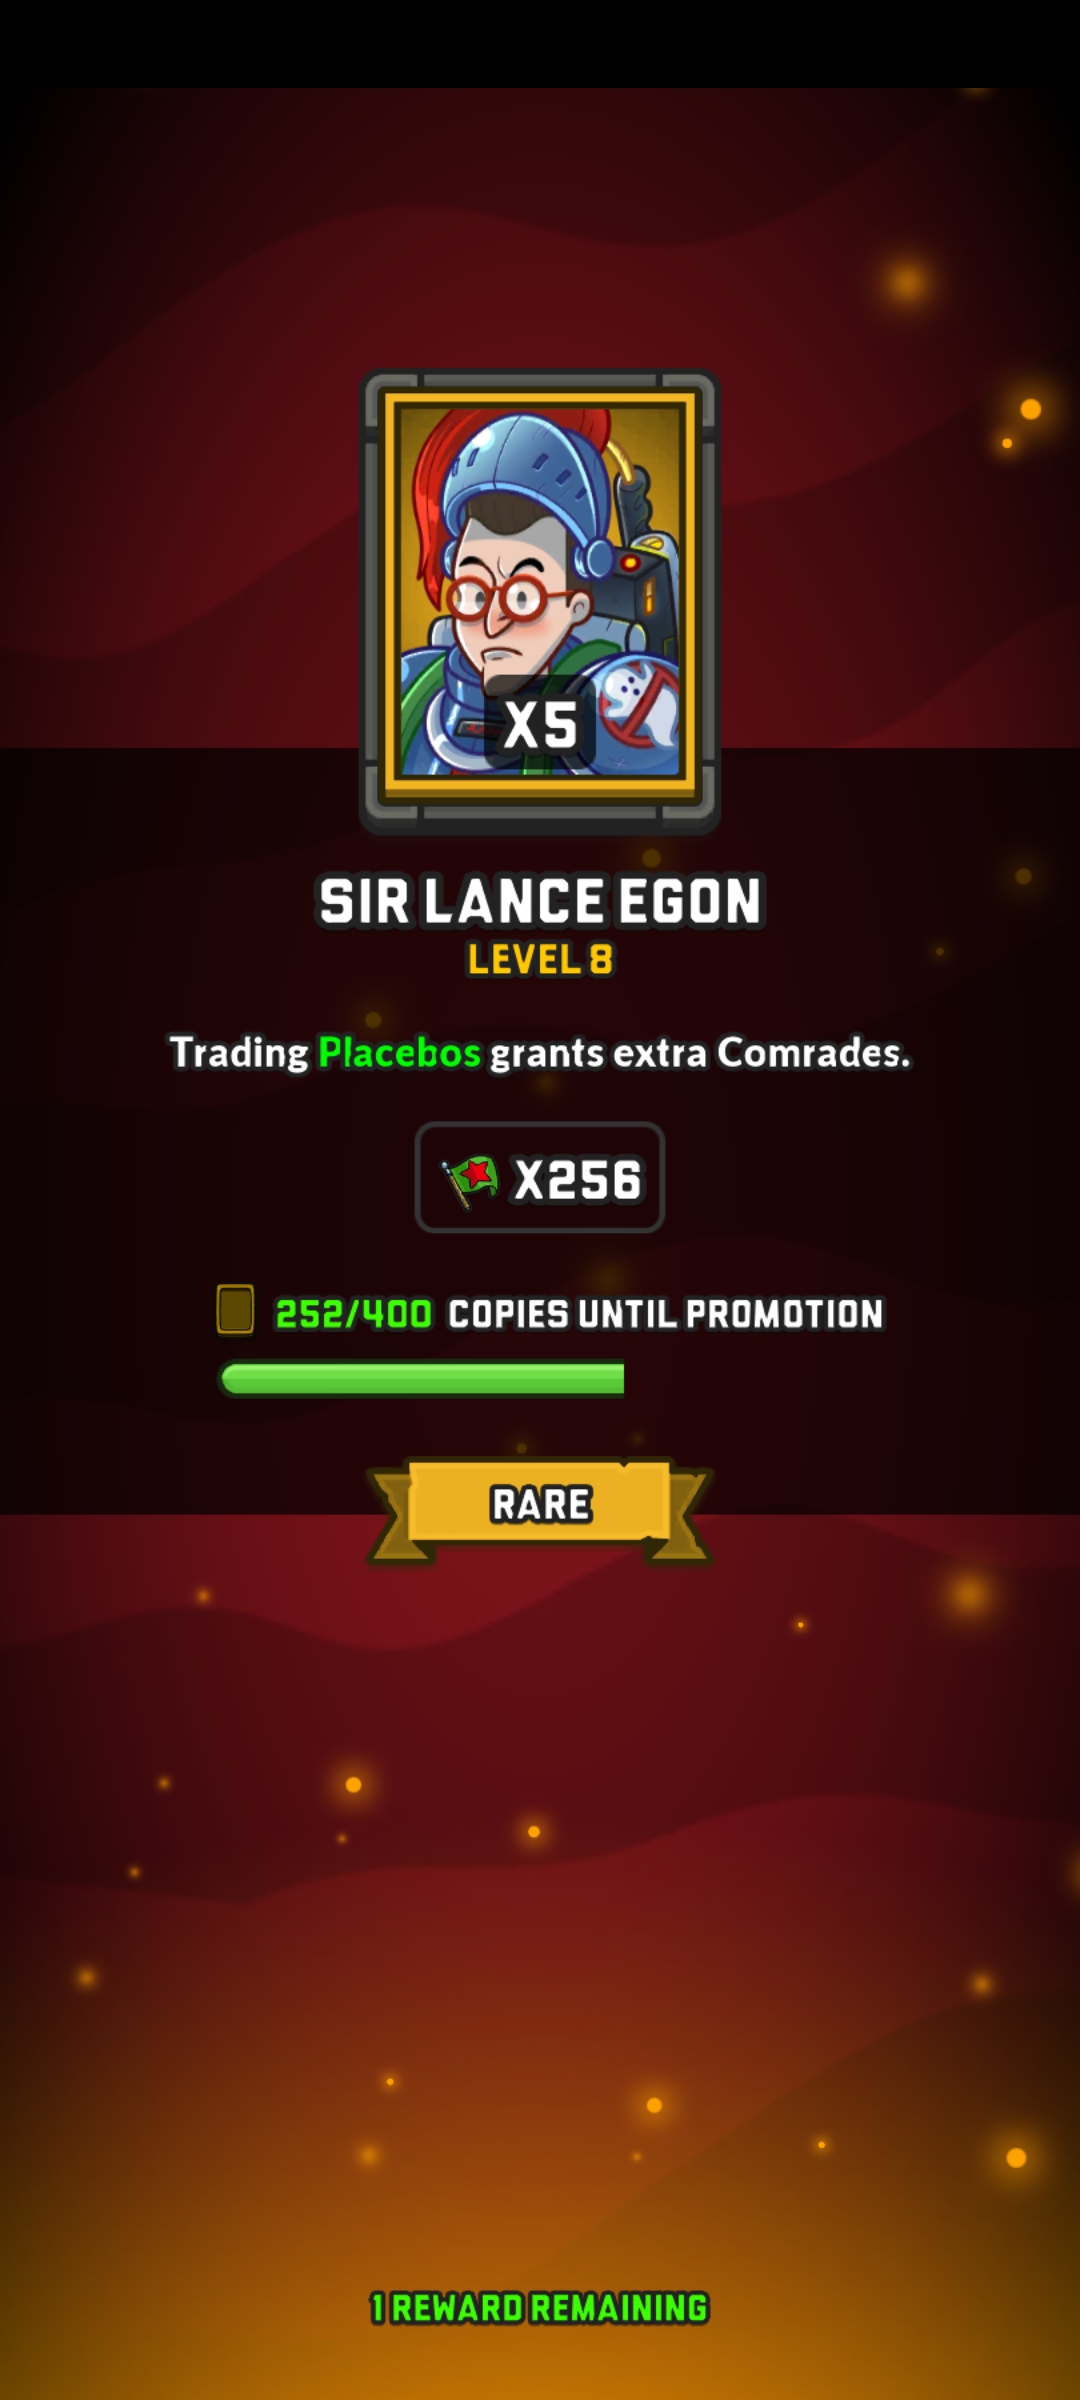 X5
SIR LANCE EGON
LEVEL 8
Trading Placebos grants extra Comrades.
X256
252/400 COPIES UNTIL PROMOTION
RARE
1 REWARD REMAINING